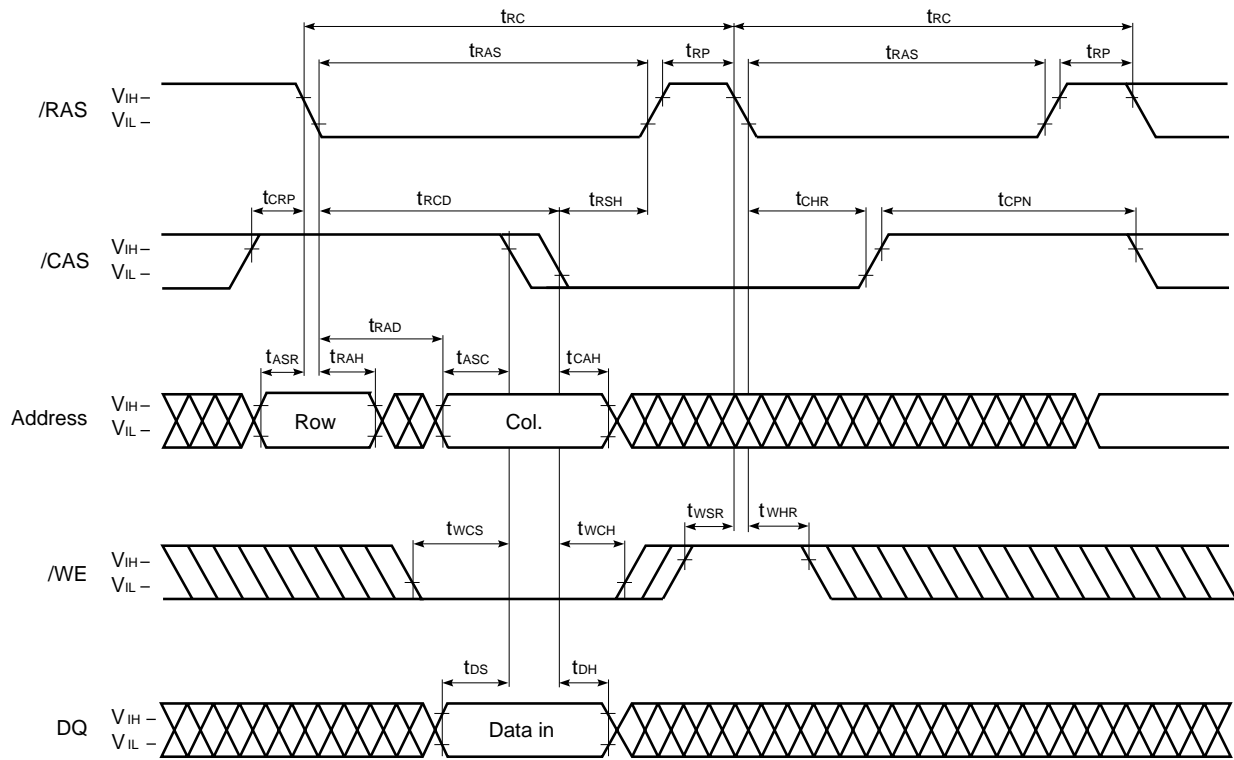 tRC tRC
tRAS tRP tRAS tRP
/RAS VIH – VIL –
tCRP tRCD tRSH tCHR tCPN
/CAS VIH – VIL –
tRAD
tASR tRAH tASC tCAH
Address VIH – VIL – Row Col.
tWSR tWHR
tWCS tWCH
/WE VIH – VIL –
tDS tDH
DQ VIH – VIL – Data in